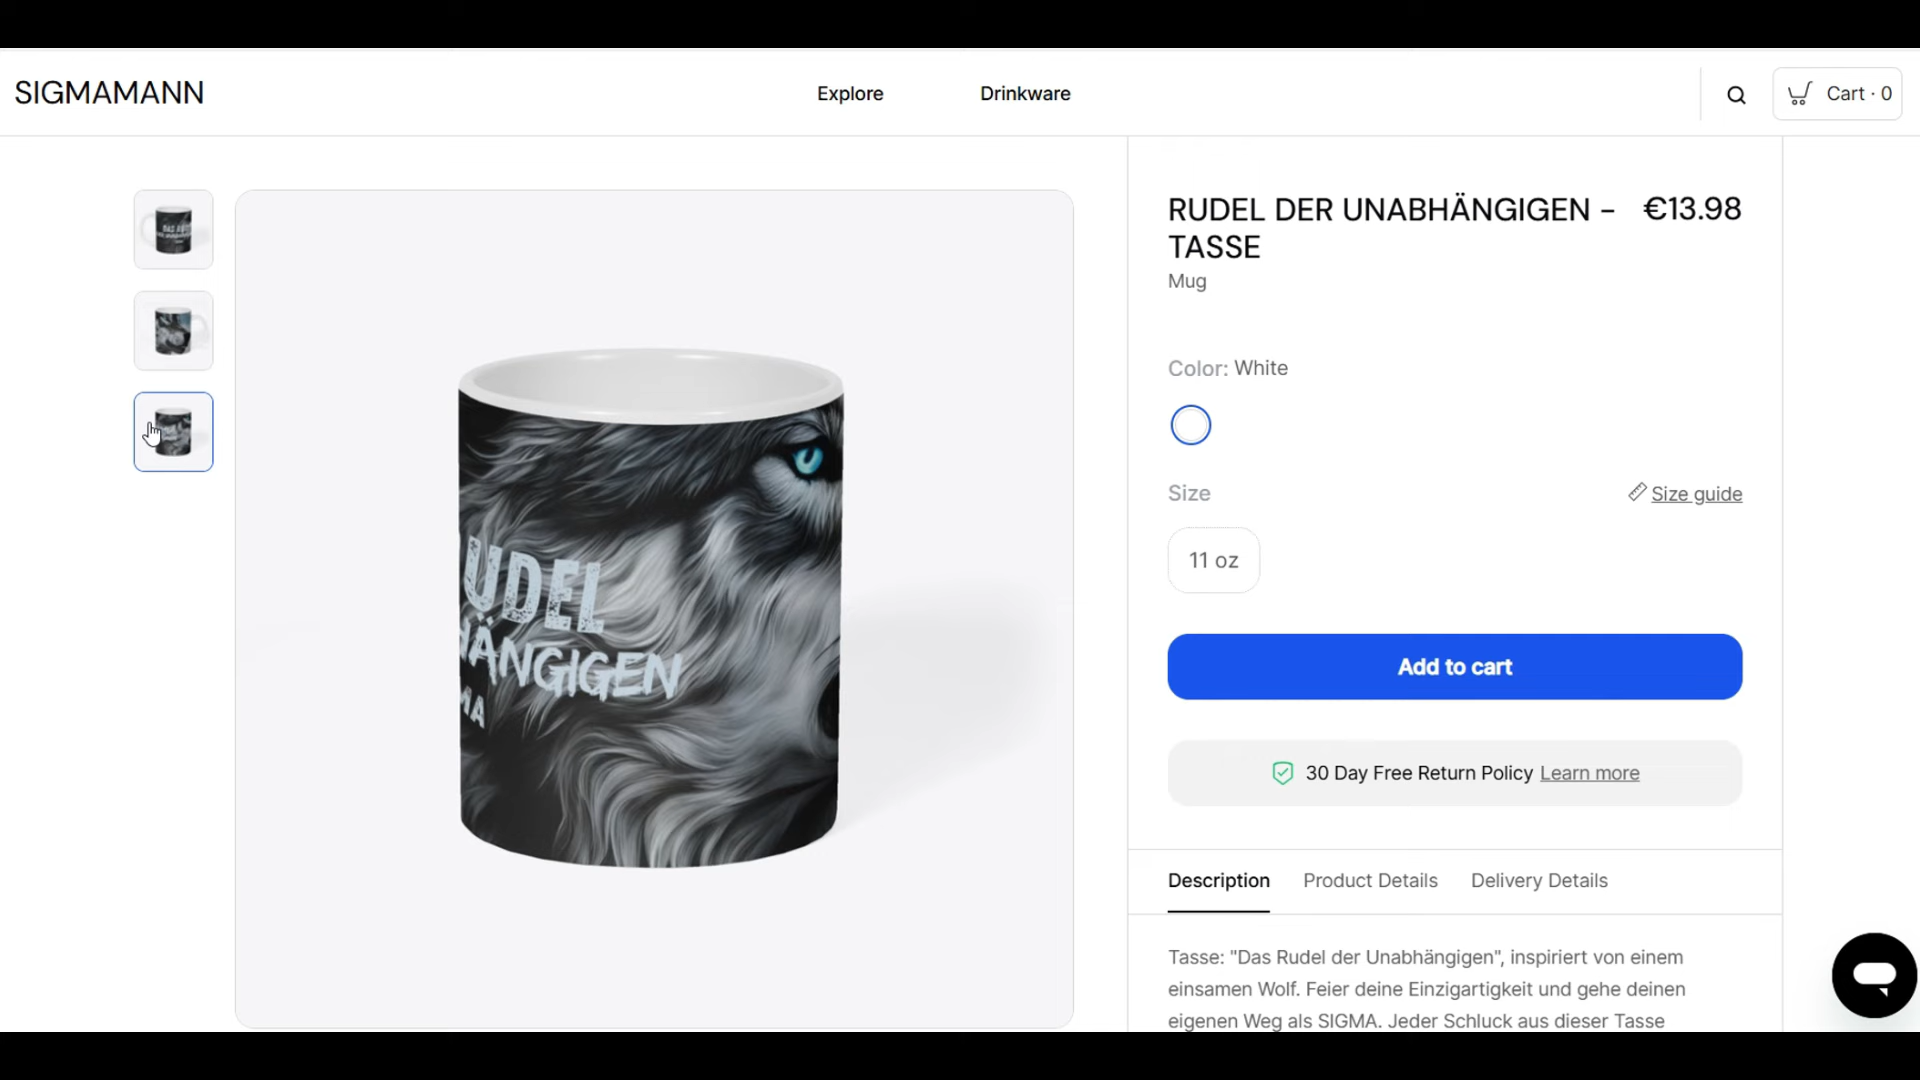 SIGMAMANN
Explore
Drinkware
Cart · 0
RUDEL DER UNABHÄNGIGEN - €13.98
TASSE
Mug
Color: White
Size
Size guide
11 oz
Add to cart
30 Day Free Return Policy Learn more
Description
Product Details
Delivery Details
Tasse: "Das Rudel der Unabhängigen", inspiriert von einem
einsamen Wolf. Feier deine Einzigartigkeit und gehe deinen
eigenen Weg als SIGMA. Jeder Schluck aus dieser Tasse
UDEL
HÄNGIGEN
MA